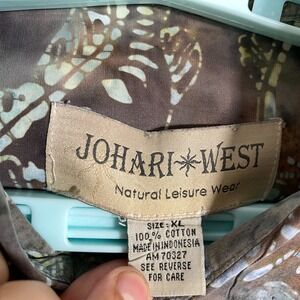 JOHARI WEST
Natural Leisure Wear
SIZE: XL
100% COTTON
MADE IN INDONESIA
AM 70327
SEE REVERSE
FOR CARE